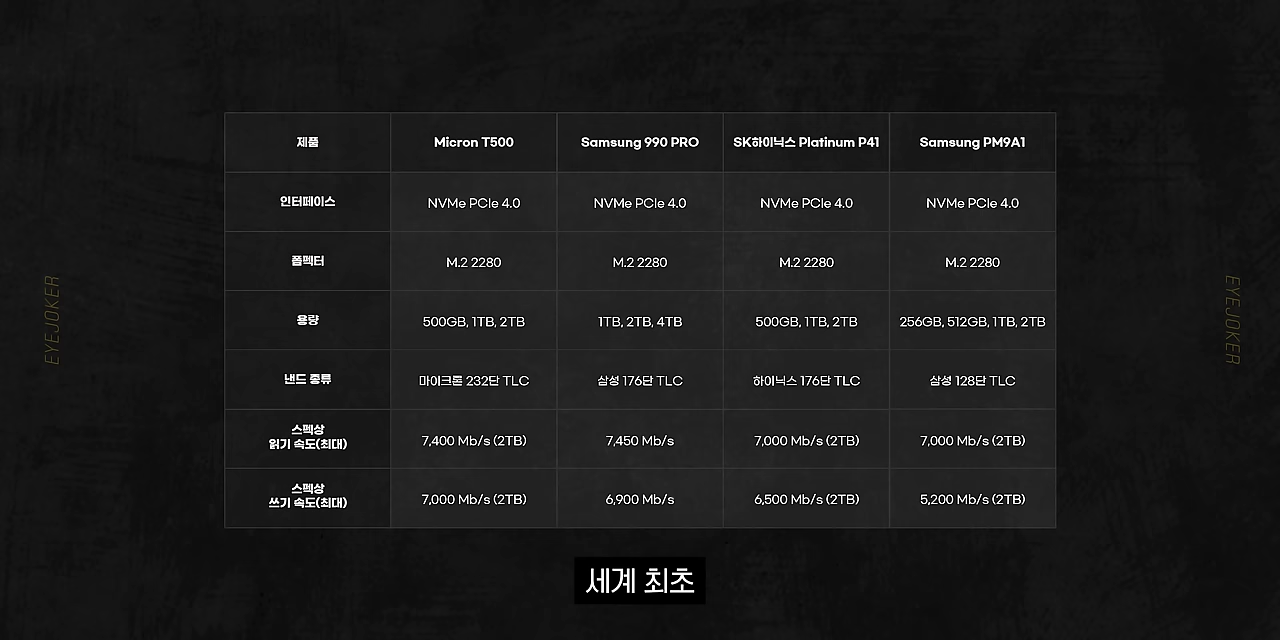 제품 Micron T500 Samsung 990 PRO SK하이닉스 Platinum P41 Samsung PM9A1
인터페이스 NVMe PCIe 4.0 NVMe PCIe 4.0 NVMe PCIe 4.0 NVMe PCIe 4.0
폼펙터 M.2 2280 M.2 2280 M.2 2280 M.2 2280
용량 500GB, 1TB, 2TB 1TB, 2TB, 4TB 500GB, 1TB, 2TB 256GB, 512GB, 1TB, 2TB
낸드 종류 마이크론 232단 TLC 삼성 176단 TLC 하이닉스 176단 TLC 삼성 128단 TLC
스펙상
읽기 속도(최대) 7,400 Mb/s (2TB) 7,450 Mb/s 7,000 Mb/s (2TB) 7,000 Mb/s (2TB)
스펙상
쓰기 속도(최대) 7,000 Mb/s (2TB) 6,900 Mb/s 6,500 Mb/s (2TB) 5,200 Mb/s (2TB)
EYEJOKER
EYEJOKER
세계 최초